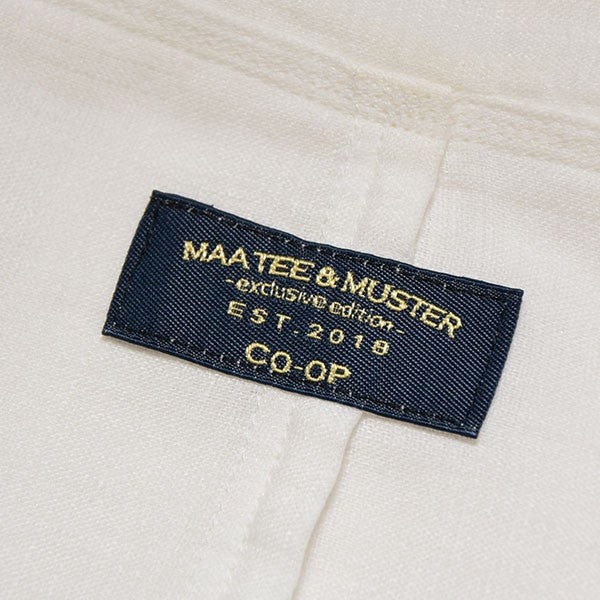 MAATEE & MUSTER
-exclusive edition-
EST.2018
CO-OP